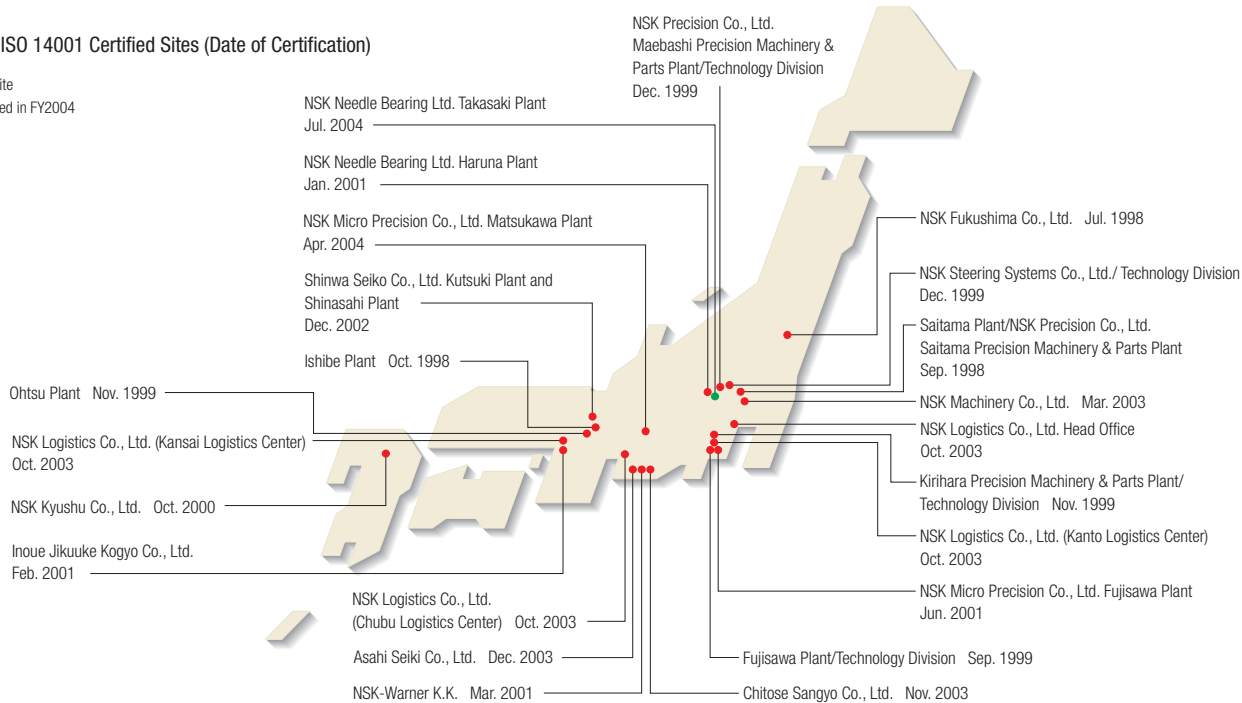 ISO 14001 Certified Sites (Date of Certification)
ite
ed in FY2004
NSK Precision Co., Ltd.
Maebashi Precision Machinery &
Parts Plant/Technology Division
Dec. 1999
NSK Needle Bearing Ltd. Takasaki Plant
Jul. 2004
NSK Needle Bearing Ltd. Haruna Plant
Jan. 2001
NSK Micro Precision Co., Ltd. Matsukawa Plant
Apr. 2004
Shinwa Seiko Co., Ltd. Kutsuki Plant and
Shinasahi Plant
Dec. 2002
Ishibe Plant Oct. 1998
Ohtsu Plant Nov. 1999
NSK Logistics Co., Ltd. (Kansai Logistics Center)
Oct. 2003
NSK Kyushu Co., Ltd. Oct. 2000
Inoue Jikuuke Kogyo Co., Ltd.
Feb. 2001
NSK Logistics Co., Ltd.
(Chubu Logistics Center) Oct. 2003
Asahi Seiki Co., Ltd. Dec. 2003
NSK-Warner K.K. Mar. 2001
NSK Fukushima Co., Ltd. Jul. 1998
NSK Steering Systems Co., Ltd./ Technology Division
Dec. 1999
Saitama Plant/NSK Precision Co., Ltd.
Saitama Precision Machinery & Parts Plant
Sep. 1998
NSK Machinery Co., Ltd. Mar. 2003
NSK Logistics Co., Ltd. Head Office
Oct. 2003
Kirihara Precision Machinery & Parts Plant/
Technology Division Nov. 1999
NSK Logistics Co., Ltd. (Kanto Logistics Center)
Oct. 2003
NSK Micro Precision Co., Ltd. Fujisawa Plant
Jun. 2001
Fujisawa Plant/Technology Division Sep. 1999
Chitose Sangyo Co., Ltd. Nov. 2003